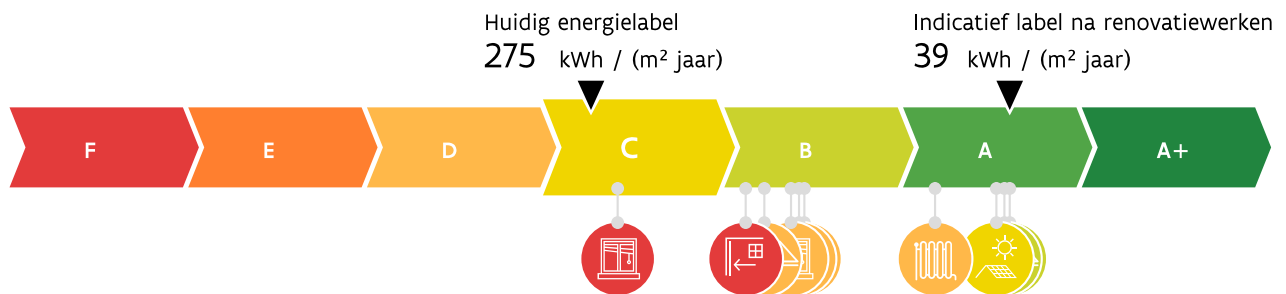 Huidig energielabel
275 kWh / (m² jaar)
Indicatief label na renovatiewerken
39 kWh / (m² jaar)
F E D C B A A+